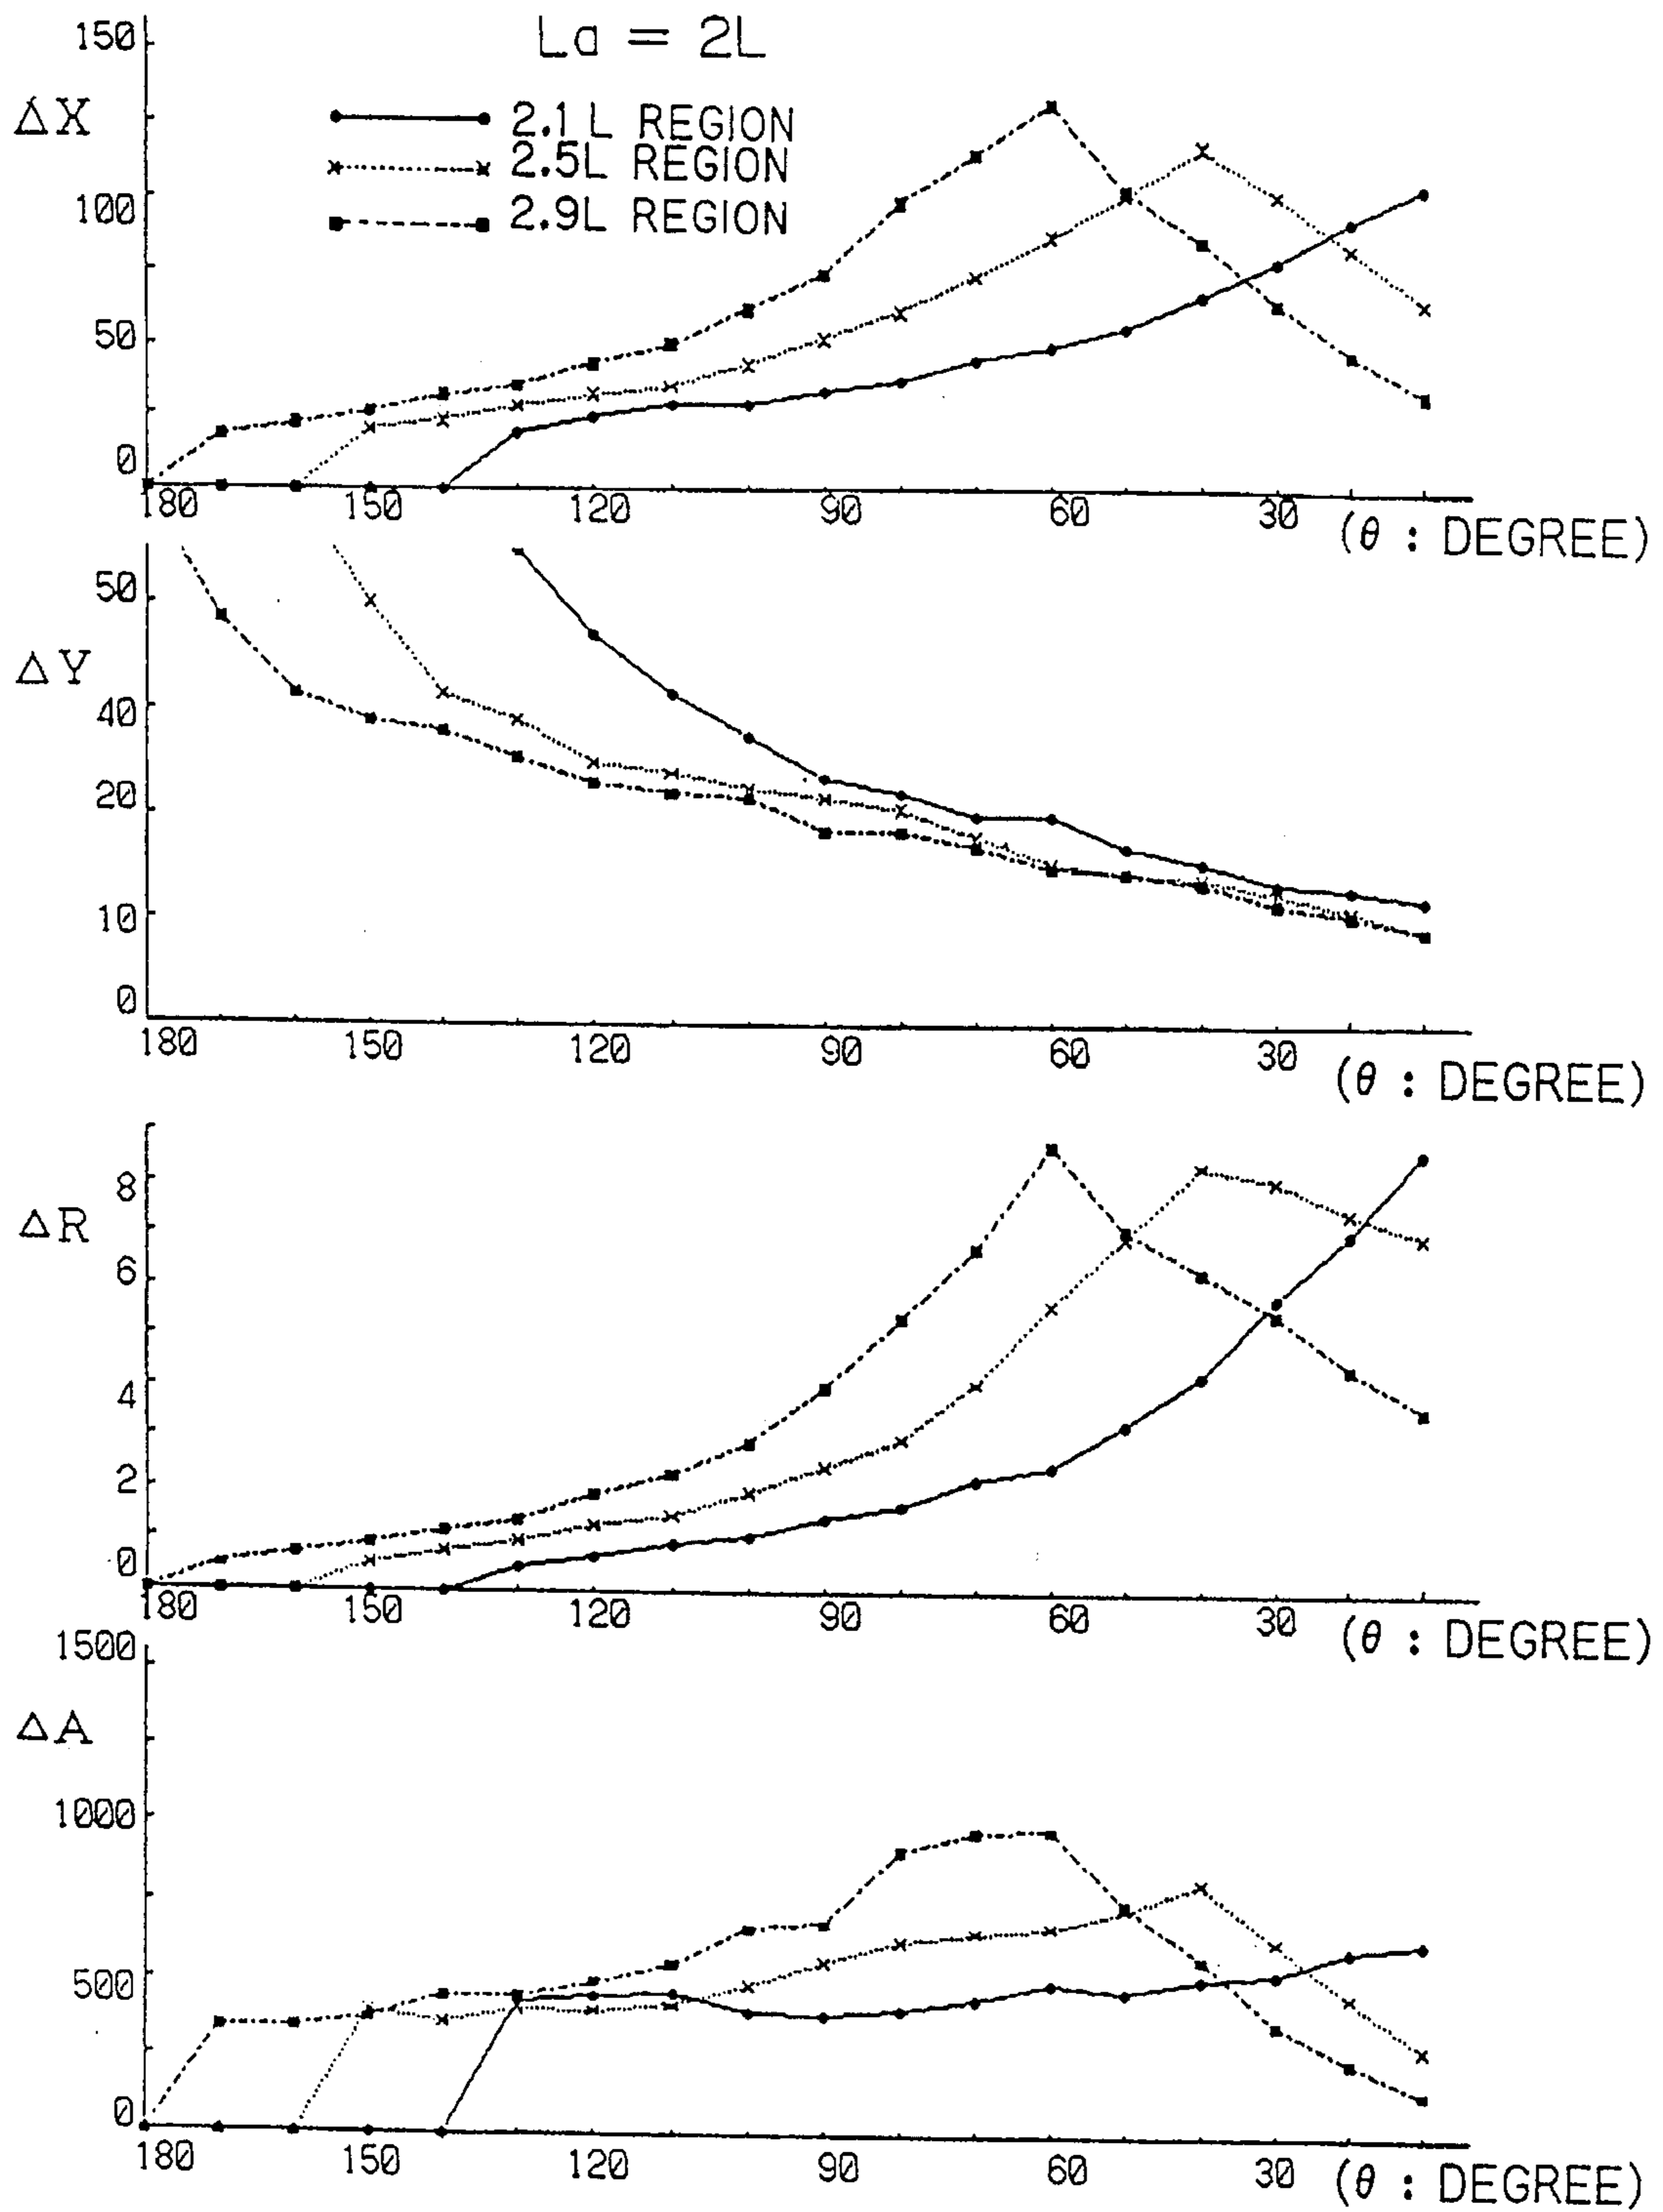 La = 2L
150
ΔX
2.1 L REGION
2.5L REGION
2.9L REGION
100
50
0
180 150 120 90 60 30 (θ : DEGREE)
50
ΔY
40
20
10
0
180 150 120 90 60 30 (θ : DEGREE)
8
ΔR
6
4
2
0
180 150 120 90 60 30 (θ : DEGREE)
1500
ΔA
1000
500
0
180 150 120 90 60 30 (θ : DEGREE)